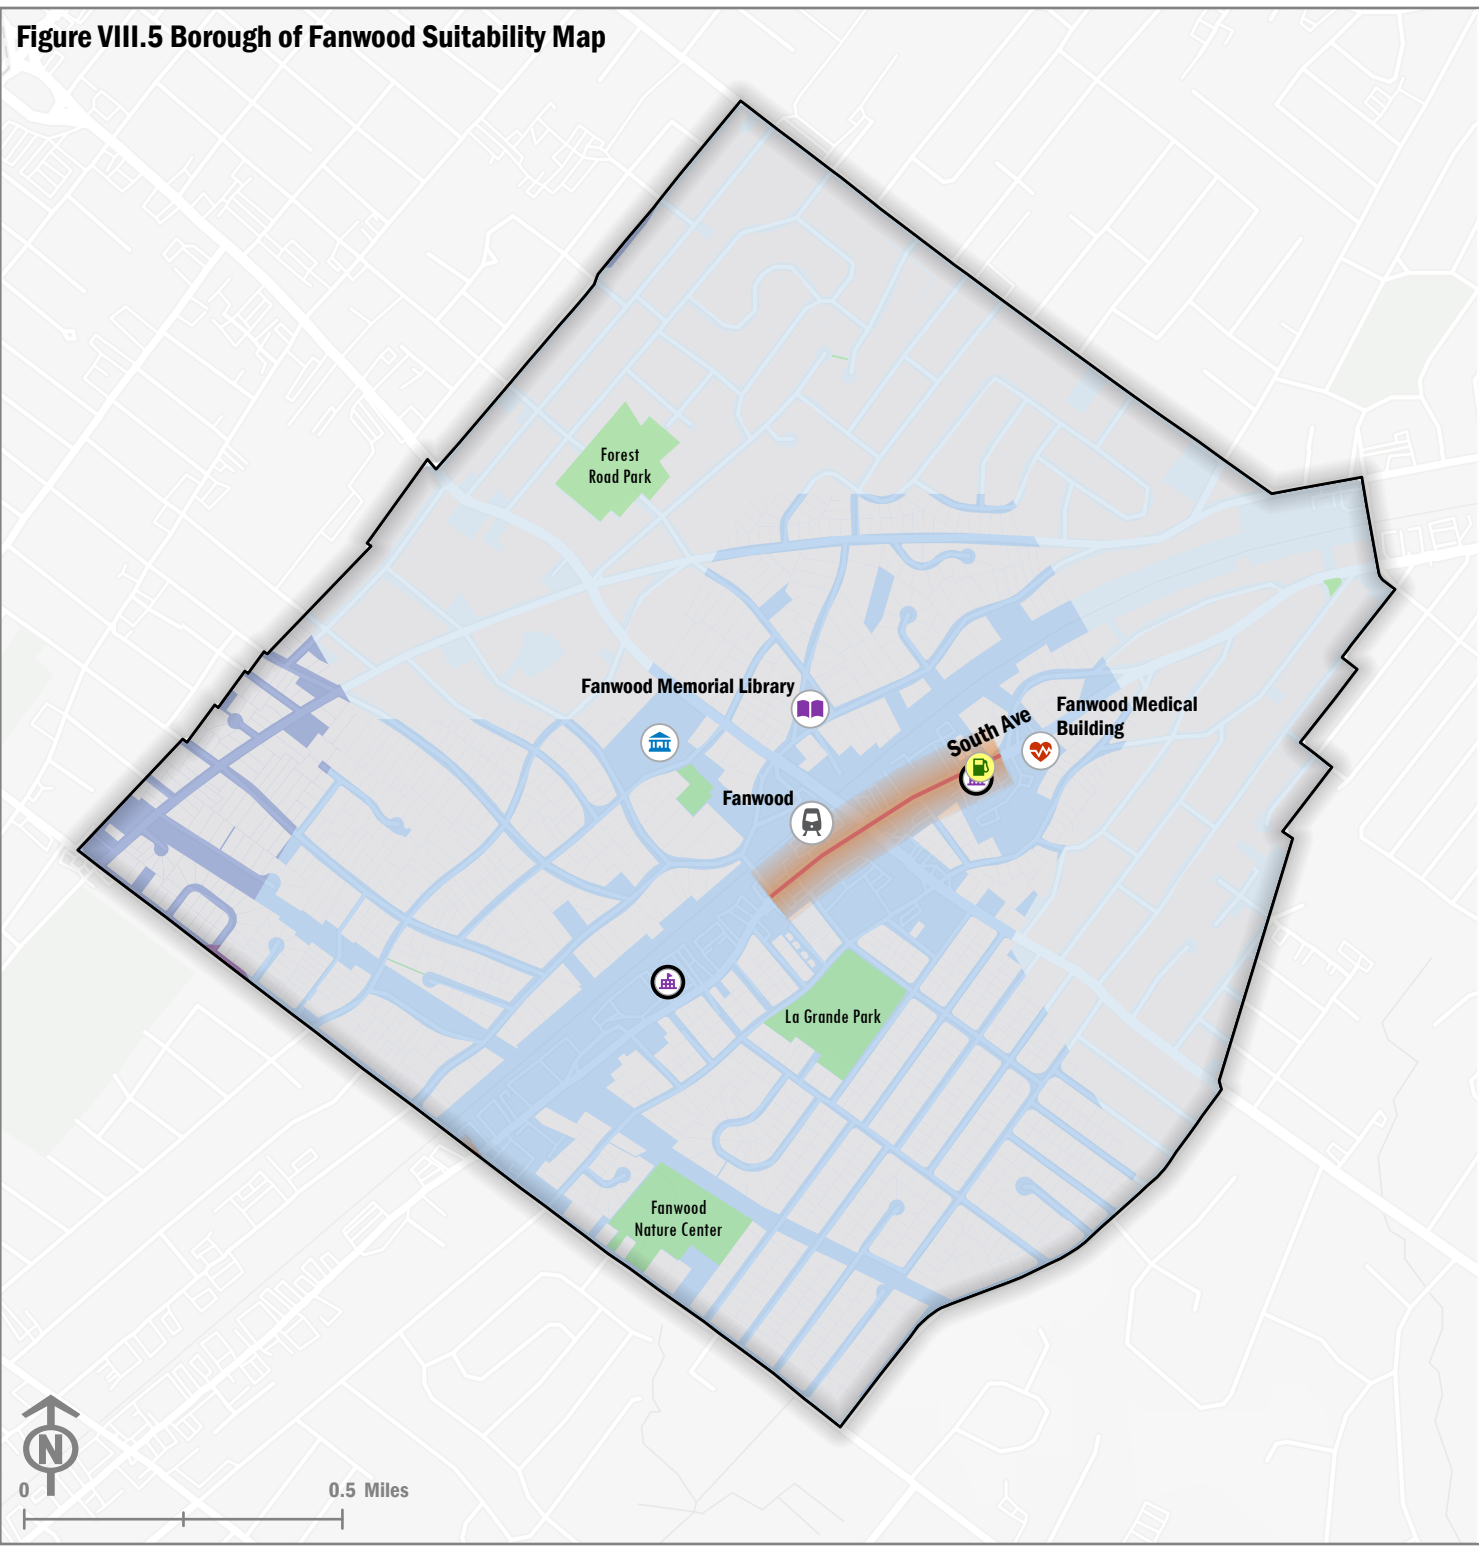 Figure VIII.5 Borough of Fanwood Suitability Map
Forest
Road Park
Fanwood Memorial Library
Fanwood Medical
Building
South Ave
Fanwood
La Grande Park
Fanwood
Nature Center
N
0
0.5 Miles